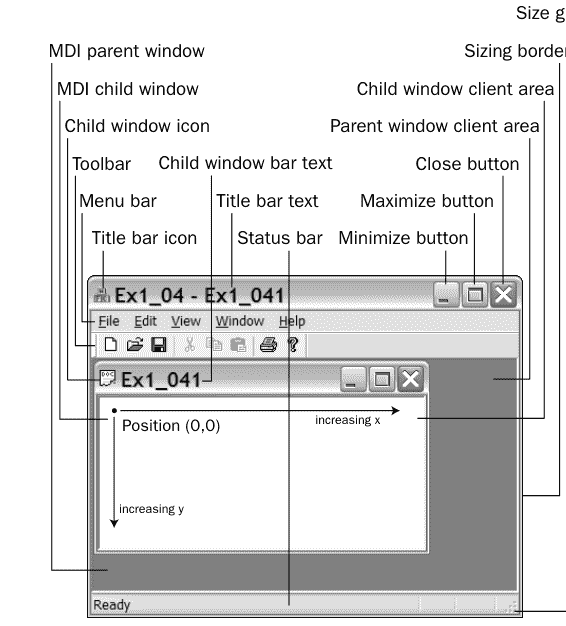 Size g
MDI parent window
Sizing border
MDI child window
Child window client area
Child window icon
Parent window client area
Toolbar
Child window bar text
Close button
Menu bar
Title bar text
Maximize button
Title bar icon
Status bar
Minimize button
Ex1_04 - Ex1_041
File Edit View Window Help
Ex1_041
Position (0,0)
increasing x
increasing y
Ready